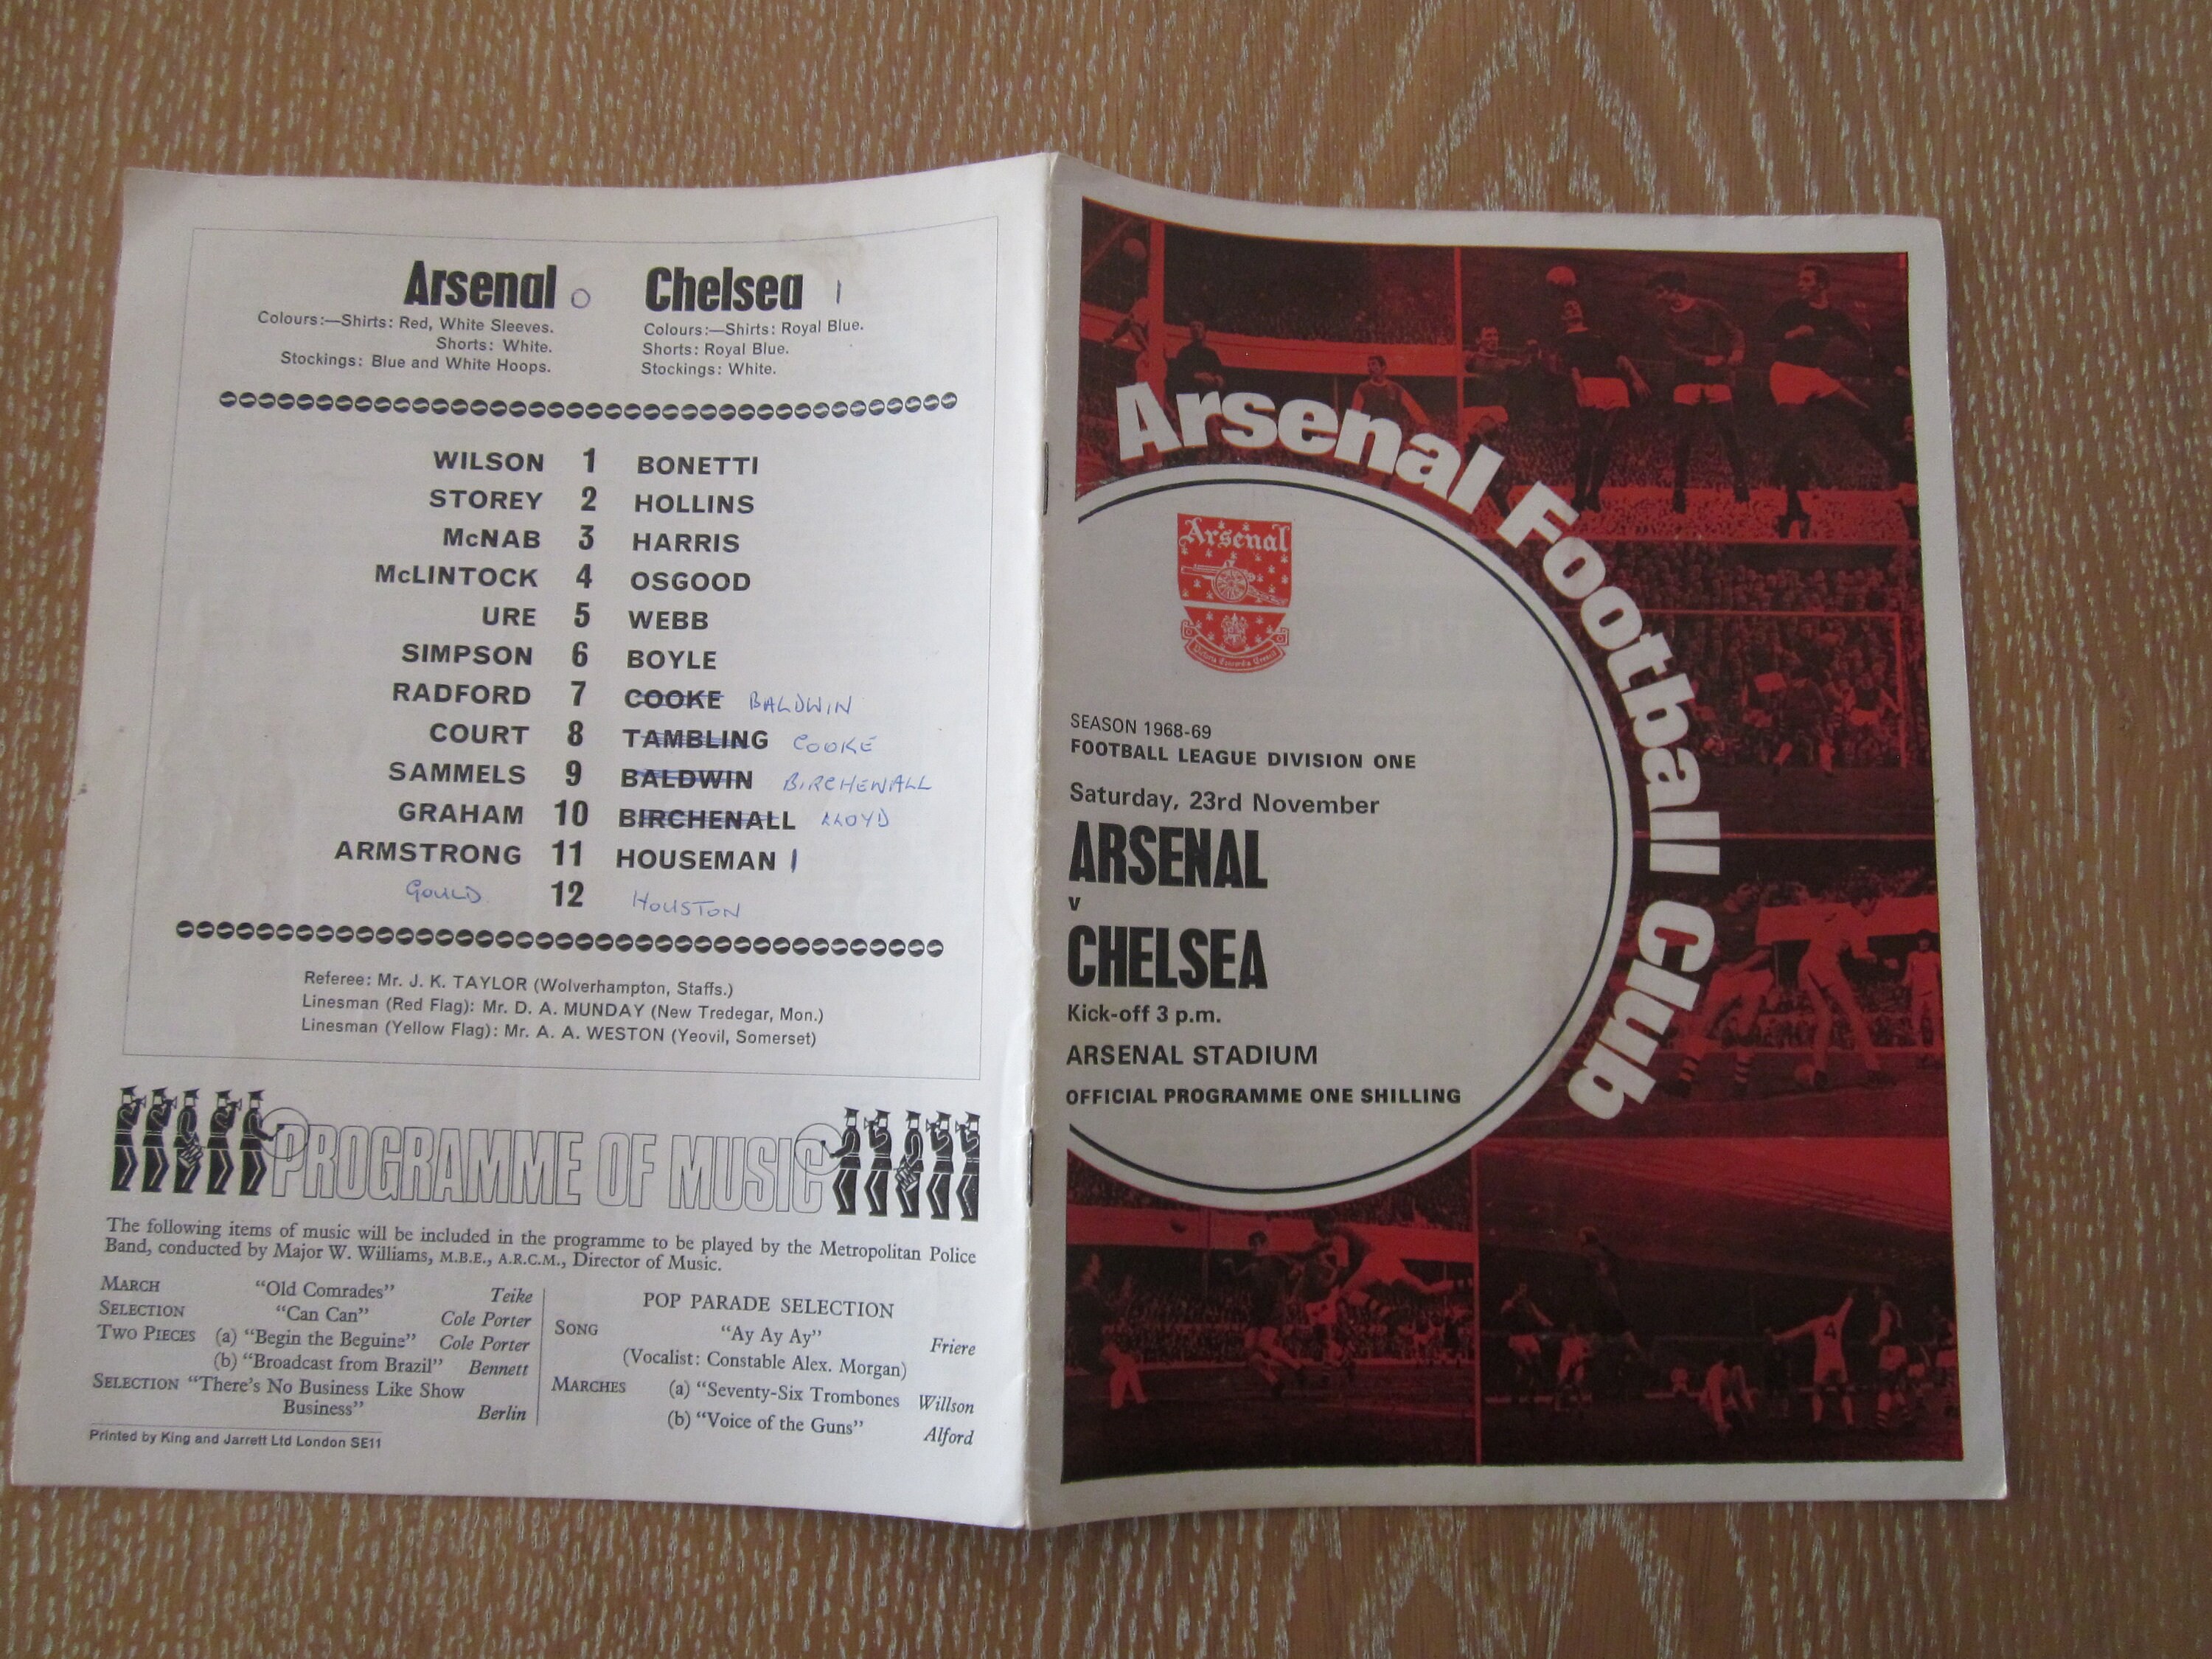 Arsenal 0 Chelsea 1
Colours:—Shirts: Red, White Sleeves.
Shorts: White.
Stockings: Blue and White Hoops.
Colours:—Shirts: Royal Blue.
Shorts: Royal Blue.
Stockings: White.
WILSON 1 BONETTI
STOREY 2 HOLLINS
McNAB 3 HARRIS
McLINTOCK 4 OSGOOD
URE 5 WEBB
SIMPSON 6 BOYLE
RADFORD 7 COOKE BALDWIN
COURT 8 TAMBLING COOKE
SAMMELS 9 BALDWIN BIRCHENALL
GRAHAM 10 BIRCHENALL LLOYD
ARMSTRONG 11 HOUSEMAN 1
GOULD 12 HOUSTON
Referee: Mr. J. K. TAYLOR (Wolverhampton, Staffs.)
Linesman (Red Flag): Mr. D. A. MUNDAY (New Tredegar, Mon.)
Linesman (Yellow Flag): Mr. A. A. WESTON (Yeovil, Somerset)
PROGRAMME OF MUSIC
The following items of music will be included in the programme to be played by the Metropolitan Police
Band, conducted by Major W. Williams, M.B.E., A.R.C.M., Director of Music.
MARCH "Old Comrades" Teike
SELECTION "Can Can" Cole Porter
TWO PIECES (a) "Begin the Beguine" Cole Porter
(b) "Broadcast from Brazil" Bennett
SELECTION "There's No Business Like Show
Business" Berlin
POP PARADE SELECTION
SONG "Ay Ay Ay" Friere
(Vocalist: Constable Alex. Morgan)
MARCHES (a) "Seventy-Six Trombones Willson
(b) "Voice of the Guns" Alford
Printed by King and Jarrett Ltd London SE11
Arsenal Football Club
Arsenal
Victoria Concordia Crescit
SEASON 1968-69
FOOTBALL LEAGUE DIVISION ONE
Saturday, 23rd November
ARSENAL
v
CHELSEA
Kick-off 3 p.m.
ARSENAL STADIUM
OFFICIAL PROGRAMME ONE SHILLING
4